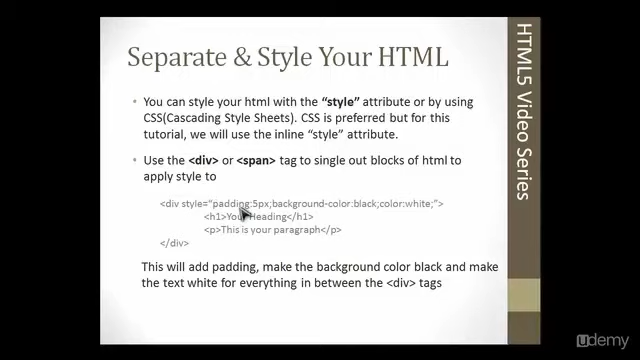 Separate & Style Your HTML
• You can style your html with the “style” attribute or by using
CSS(Cascading Style Sheets). CSS is preferred but for this
tutorial, we will use the inline “style” attribute.
• Use the <div> or <span> tag to single out blocks of html to
apply style to
<div style=“padding:5px;background-color:black;color:white;”>
<h1>Your Heading</h1>
<p>This is your paragraph</p>
</div>
This will add padding, make the background color black and make
the text white for everything in between the <div> tags
HTML5 Video Series
udemy